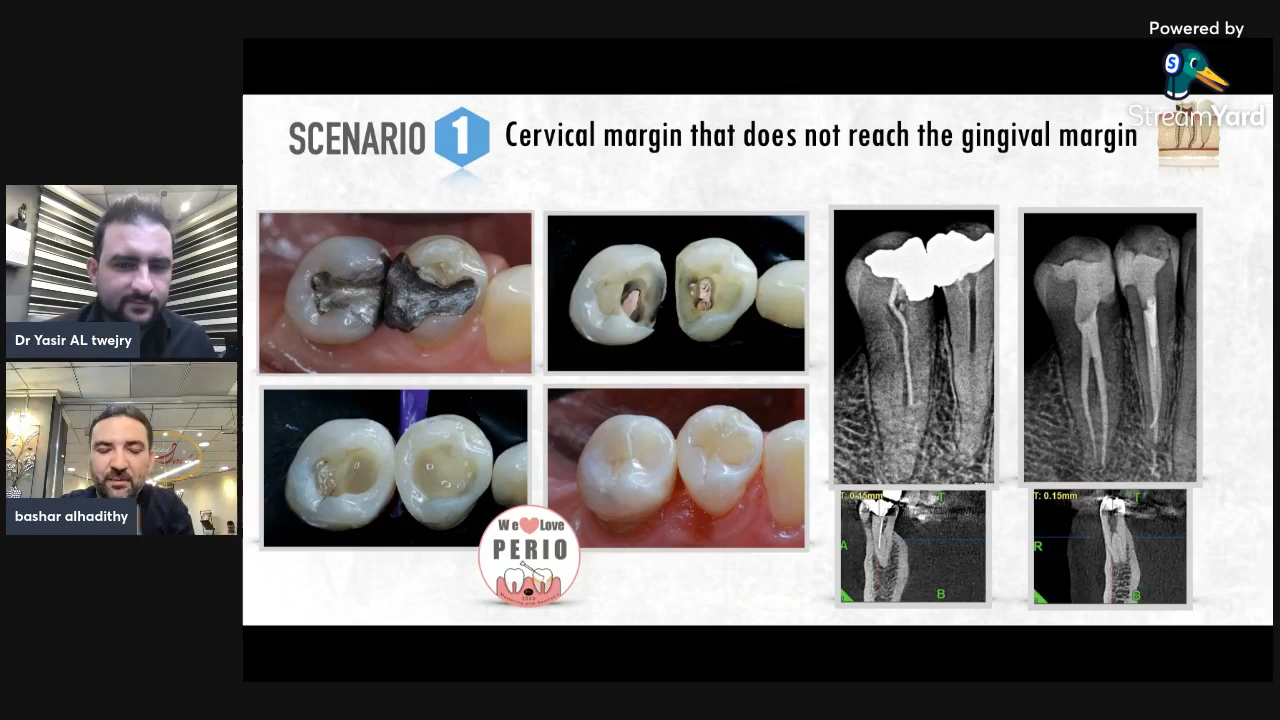 Powered by
StreamYard
SCENARIO 1 Cervical margin that does not reach the gingival margin
Dr Yasir AL twejry
bashar alhadithy
We Love
PERIO
2023
T: 0.15mm
T
A
B
T: 0.15mm
T
R
B